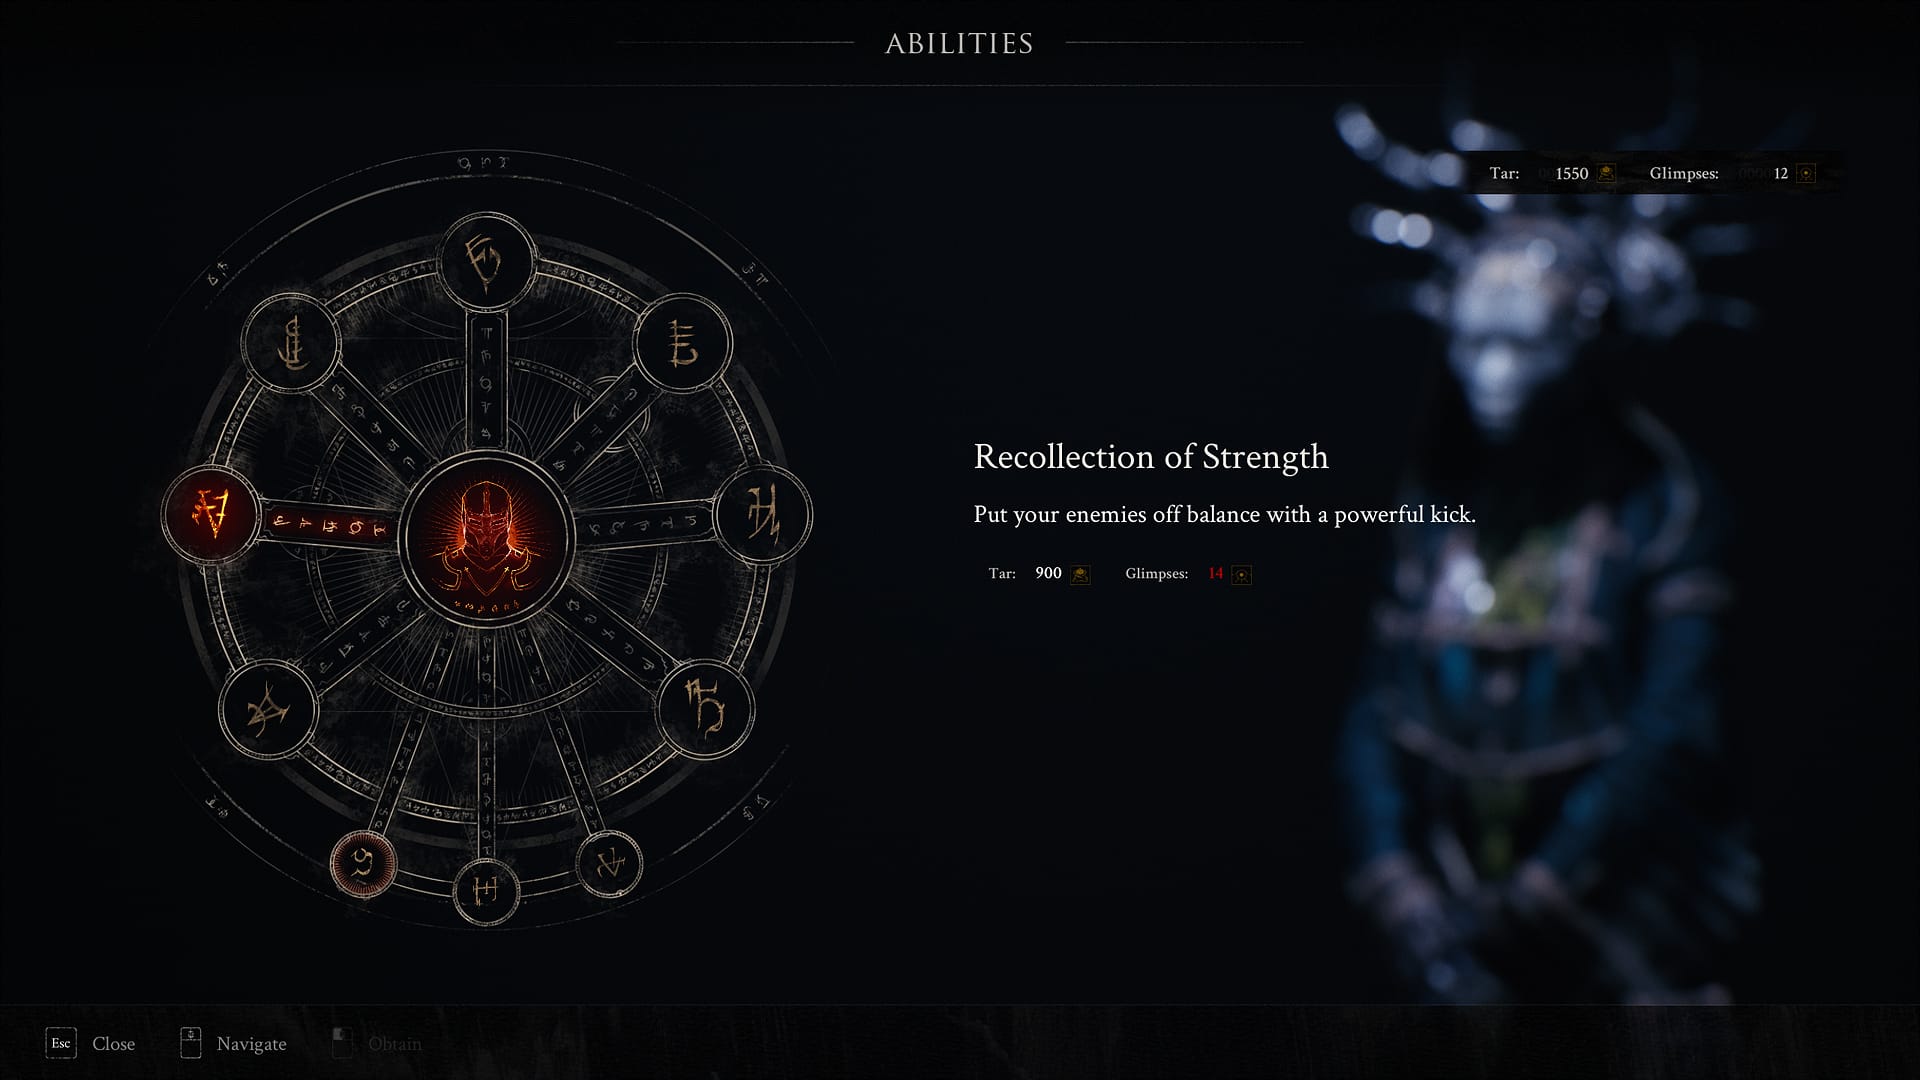 ABILITIES
Tar: 1550 Glimpses: 12
Recollection of Strength
Put your enemies off balance with a powerful kick.
Tar: 900 Glimpses: 14
Esc Close Navigate Obtain